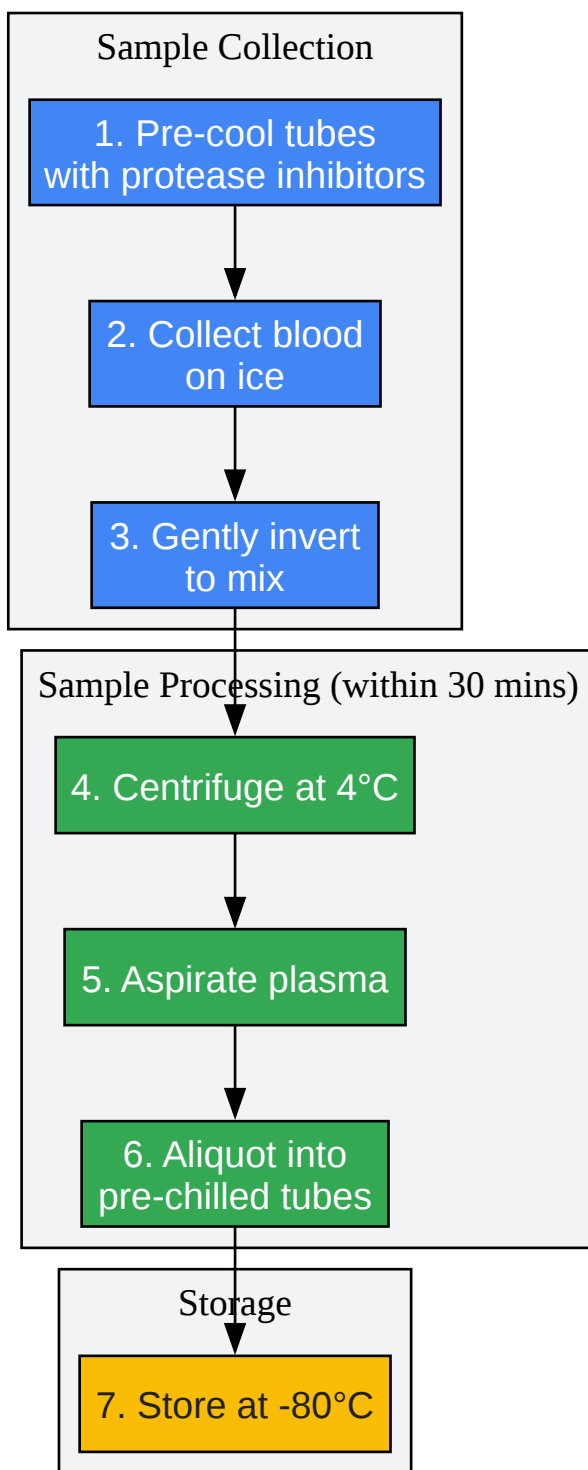 Sample Collection
1. Pre-cool tubes
with protease inhibitors
2. Collect blood
on ice
3. Gently invert
to mix
Sample Processing (within 30 mins)
4. Centrifuge at 4°C
5. Aspirate plasma
6. Aliquot into
pre-chilled tubes
Storage
7. Store at -80°C